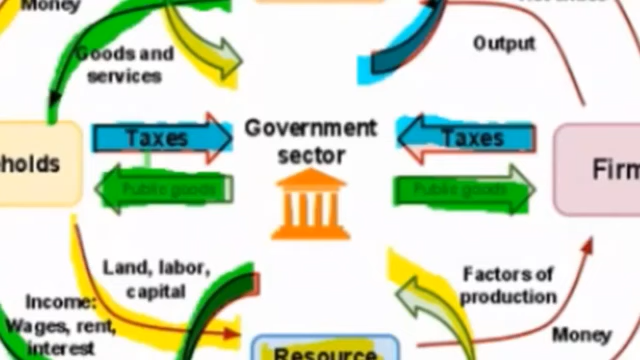 Money
Goods and
services
Output
Taxes
Government
sector
Taxes
Public goods
Public goods
holds
Firm
Land, labor,
capital
Income:
Wages, rent,
interest
Factors of
production
Money
Resource